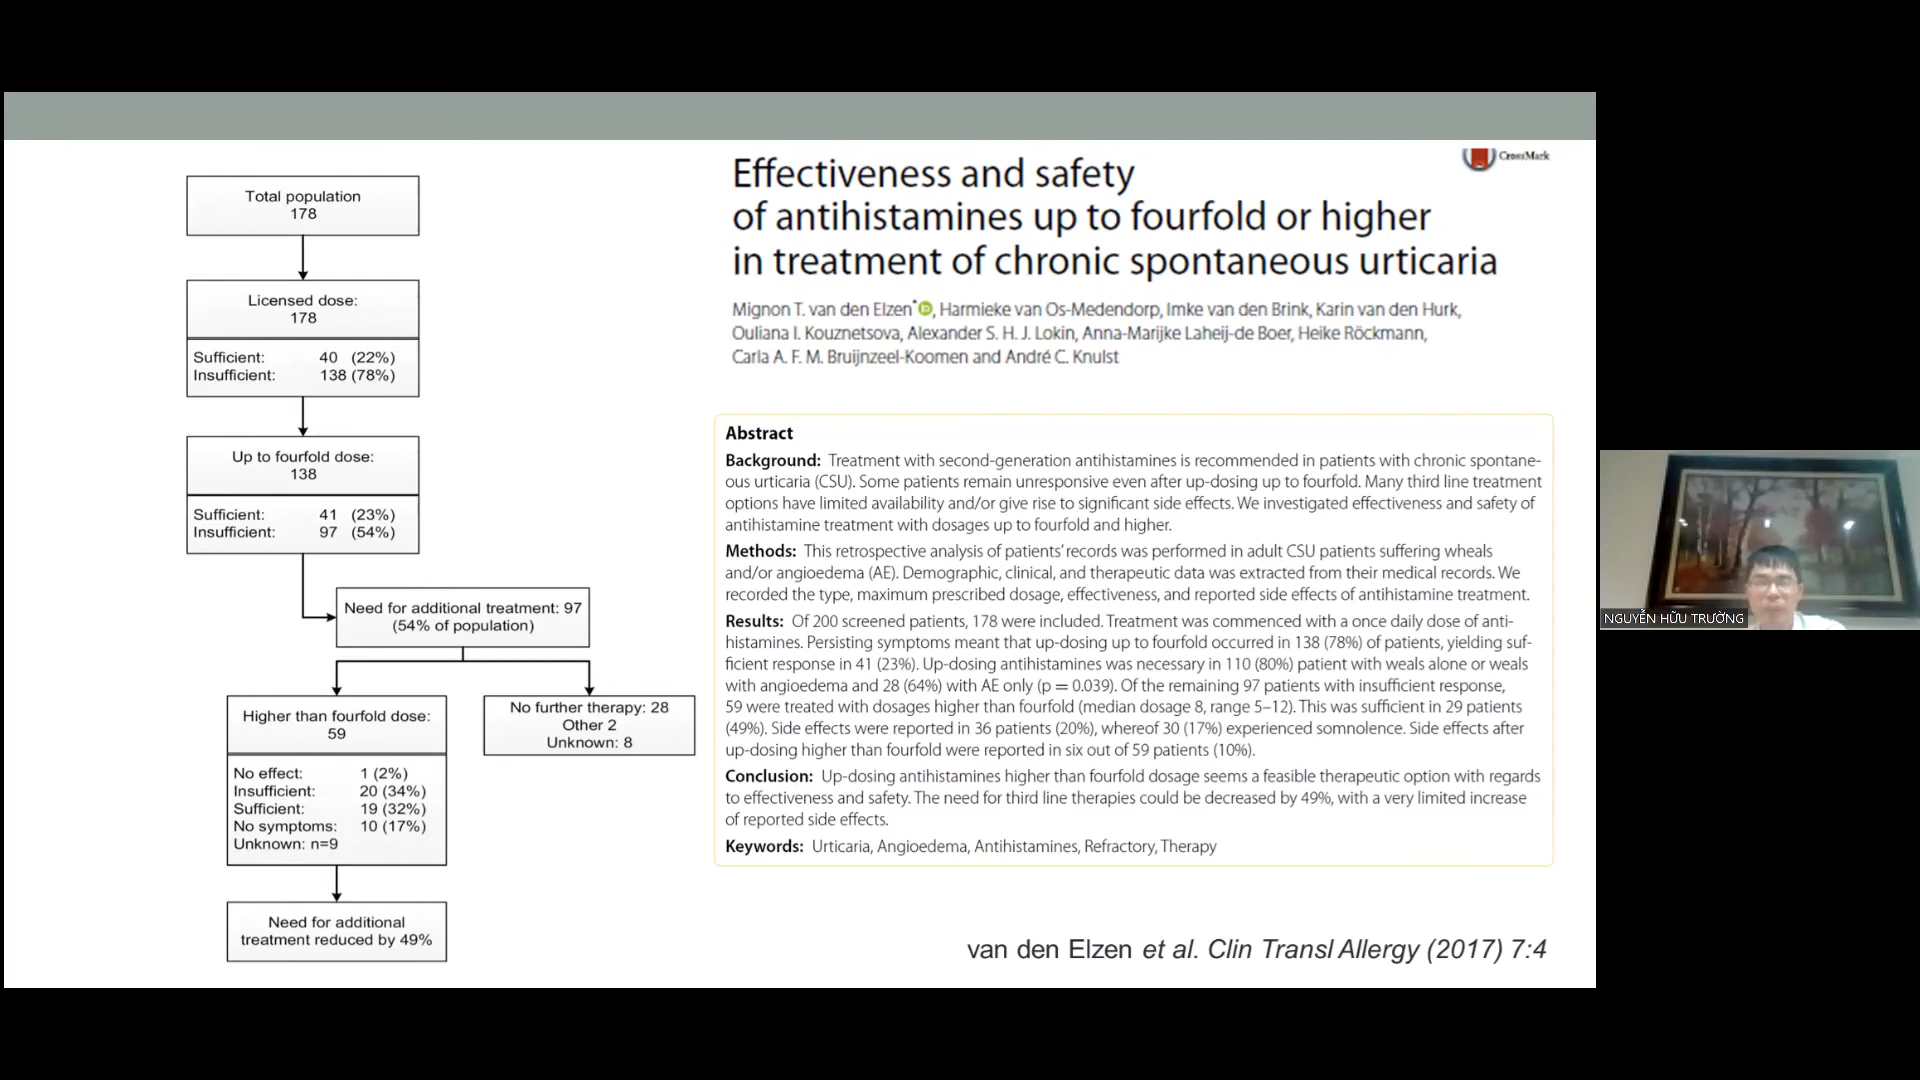 Total population
178
Licensed dose:
178
Sufficient: 40 (22%)
Insufficient: 138 (78%)
Up to fourfold dose:
138
Sufficient: 41 (23%)
Insufficient: 97 (54%)
Need for additional treatment: 97
(54% of population)
Higher than fourfold dose:
59
No effect: 1 (2%)
Insufficient: 20 (34%)
Sufficient: 19 (32%)
No symptoms: 10 (17%)
Unknown: n=9
No further therapy: 28
Other 2
Unknown: 8
Need for additional
treatment reduced by 49%
CrossMark
Effectiveness and safety
of antihistamines up to fourfold or higher
in treatment of chronic spontaneous urticaria
Mignon T. van den Elzen*, Harmieke van Os-Medendorp, Imke van den Brink, Karin van den Hurk,
Ouliana I. Kouznetsova, Alexander S. H. J. Lokin, Anna-Marijke Laheij-de Boer, Heike Röckmann,
Carla A. F. M. Bruijnzeel-Koomen and André C. Knulst
Abstract
Background: Treatment with second-generation antihistamines is recommended in patients with chronic spontane-
ous urticaria (CSU). Some patients remain unresponsive even after up-dosing up to fourfold. Many third line treatment
options have limited availability and/or give rise to significant side effects. We investigated effectiveness and safety of
antihistamine treatment with dosages up to fourfold and higher.
Methods: This retrospective analysis of patients' records was performed in adult CSU patients suffering wheals
and/or angioedema (AE). Demographic, clinical, and therapeutic data was extracted from their medical records. We
recorded the type, maximum prescribed dosage, effectiveness, and reported side effects of antihistamine treatment.
Results: Of 200 screened patients, 178 were included. Treatment was commenced with a once daily dose of anti-
histamines. Persisting symptoms meant that up-dosing up to fourfold occurred in 138 (78%) of patients, yielding suf-
ficient response in 41 (23%). Up-dosing antihistamines was necessary in 110 (80%) patient with weals alone or weals
with angioedema and 28 (64%) with AE only (p = 0.039). Of the remaining 97 patients with insufficient response,
59 were treated with dosages higher than fourfold (median dosage 8, range 5–12). This was sufficient in 29 patients
(49%). Side effects were reported in 36 patients (20%), whereof 30 (17%) experienced somnolence. Side effects after
up-dosing higher than fourfold were reported in six out of 59 patients (10%).
Conclusion: Up-dosing antihistamines higher than fourfold dosage seems a feasible therapeutic option with regards
to effectiveness and safety. The need for third line therapies could be decreased by 49%, with a very limited increase
of reported side effects.
Keywords: Urticaria, Angioedema, Antihistamines, Refractory, Therapy
van den Elzen et al. Clin Transl Allergy (2017) 7:4
NGUYỄN HỮU TRƯỜNG